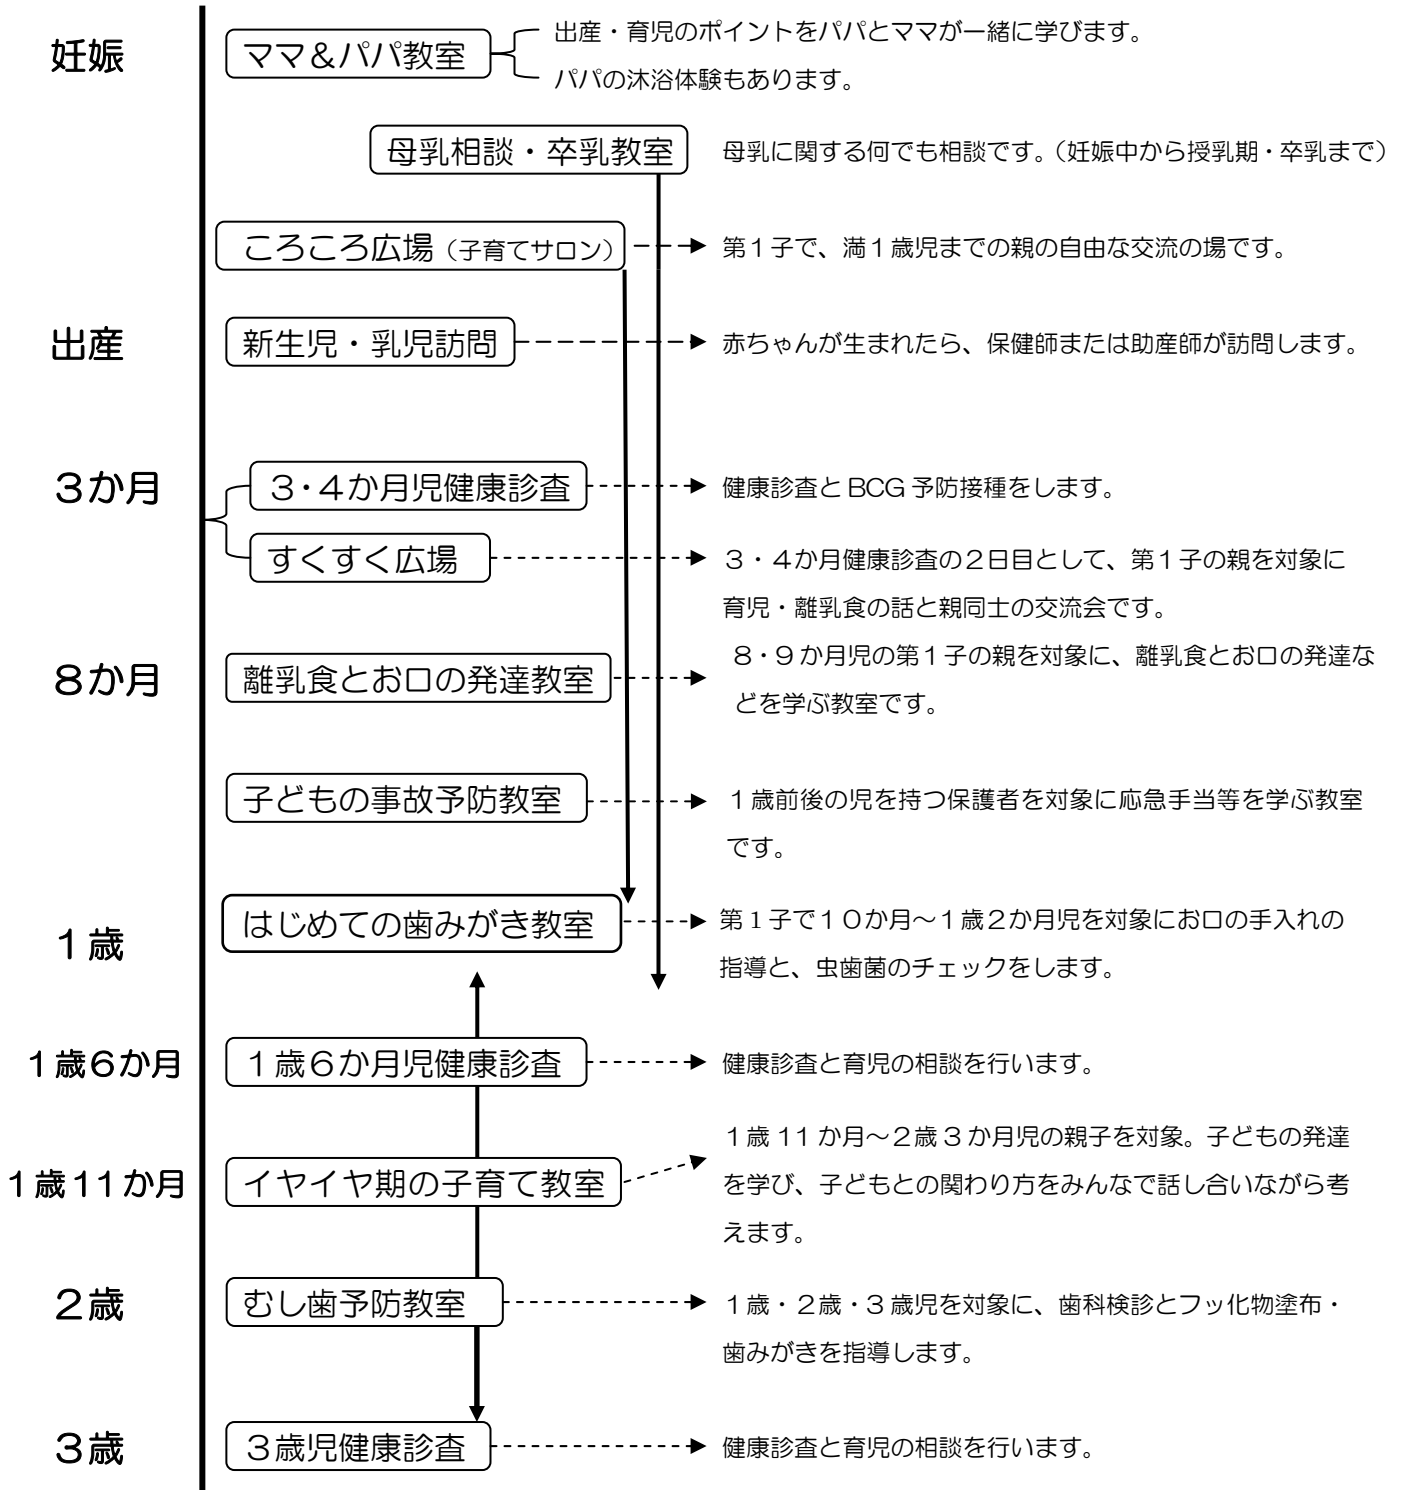 妊娠
ママ&パパ教室
出産・育児のポイントをパパとママが一緒に学びます。
パパの沐浴体験もあります。
母乳相談・卒乳教室
母乳に関する何でも相談です。(妊娠中から授乳期・卒乳まで)
ころころ広場(子育てサロン)
第1子で、満1歳児までの親の自由な交流の場です。
出産
新生児・乳児訪問
赤ちゃんが生まれたら、保健師または助産師が訪問します。
3か月
3・4か月児健康診査
健康診査とBCG予防接種をします。
すくすく広場
3・4か月健康診査の2日目として、第1子の親を対象に
育児・離乳食の話と親同士の交流会です。
8か月
離乳食とお口の発達教室
8・9か月児の第1子の親を対象に、離乳食とお口の発達な
どを学ぶ教室です。
子どもの事故予防教室
1歳前後の児を持つ保護者を対象に応急手当等を学ぶ教室
です。
1歳
はじめての歯みがき教室
第1子で10か月~1歳2か月児を対象にお口の手入れの
指導と、虫歯菌のチェックをします。
1歳6か月
1歳6か月児健康診査
健康診査と育児の相談を行います。
1歳11か月
イヤイヤ期の子育て教室
1歳11か月~2歳3か月児の親子を対象。子どもの発達
を学び、子どもとの関わり方をみんなで話し合いながら考
えます。
2歳
むし歯予防教室
1歳・2歳・3歳児を対象に、歯科検診とフッ化物塗布・
歯みがきを指導します。
3歳
3歳児健康診査
健康診査と育児の相談を行います。